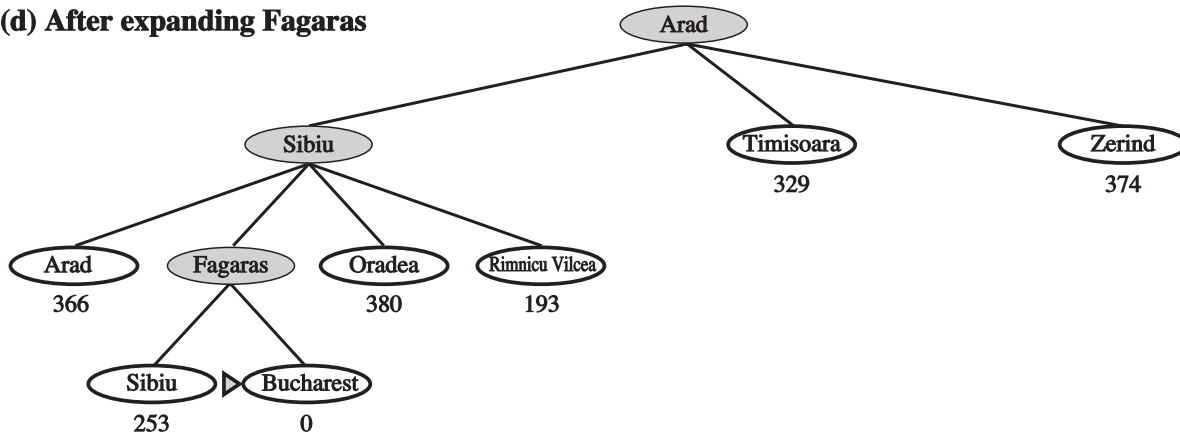 (d) After expanding Fagaras
Arad
Sibiu
Timisoara
Zerind
329
374
Arad
Fagaras
Oradea
Rimnicu Vilcea
366
380
193
Sibiu
Bucharest
253
0